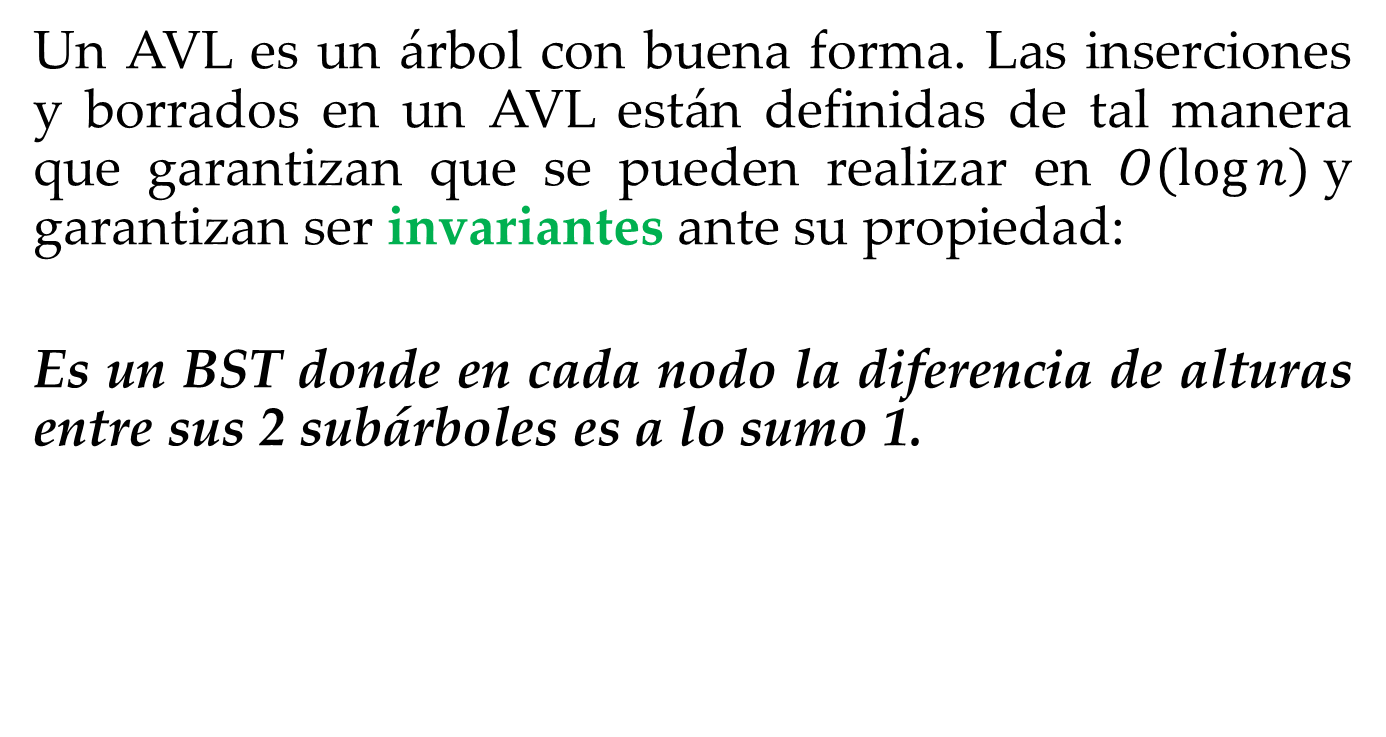 Un AVL es un árbol con buena forma. Las inserciones
y borrados en un AVL están definidas de tal manera
que garantizan que se pueden realizar en O(log n) y
garantizan ser invariantes ante su propiedad:
Es un BST donde en cada nodo la diferencia de alturas
entre sus 2 subárboles es a lo sumo 1.